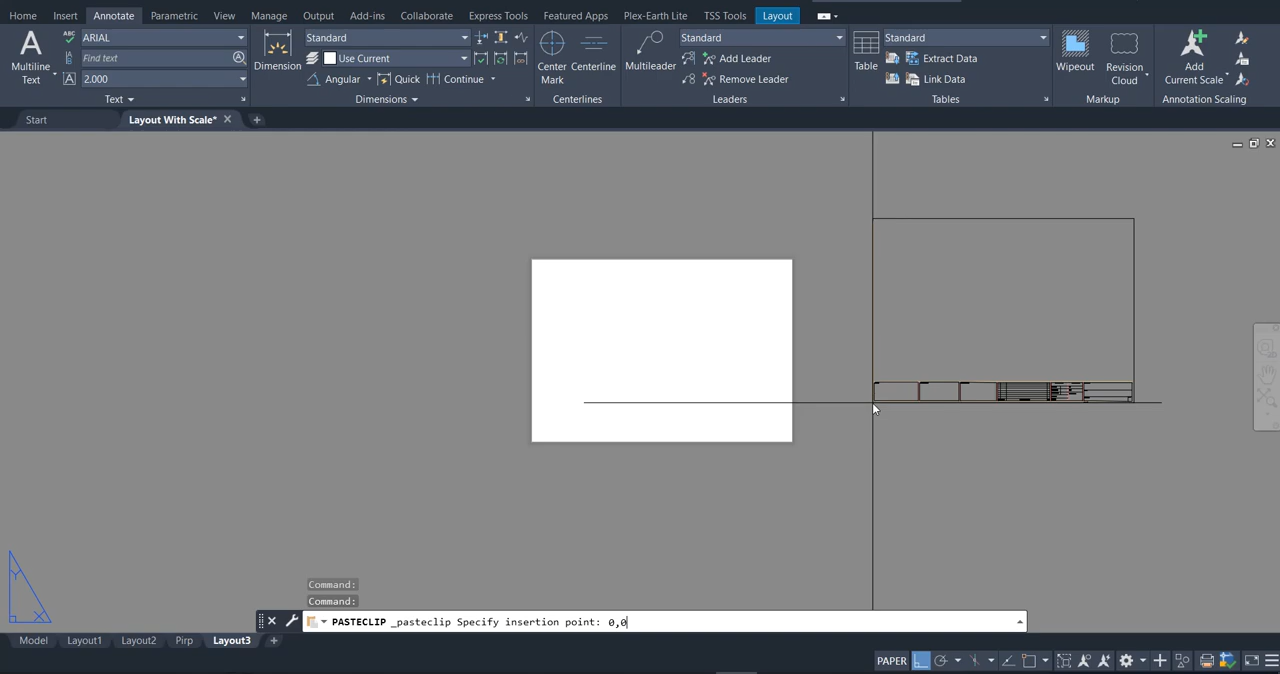 Home Insert Annotate Parametric View Manage Output Add-ins Collaborate Express Tools Featured Apps Plex-Earth Lite TSS Tools Layout
ARIAL Standard Standard Standard
Find text Use Current Add Leader Extract Data
Multiline Text Dimension Center Mark Centerline Multileader Table Wipeout Revision Cloud Add Current Scale
2.000 Angular Quick Continue Remove Leader Link Data
Text Dimensions Centerlines Leaders Tables Markup Annotation Scaling
Start Layout With Scale*
Y
X
Command:
Command:
PASTECLIP _pasteclip Specify insertion point: 0,0
Model Layout1 Layout2 Pirp Layout3
PAPER